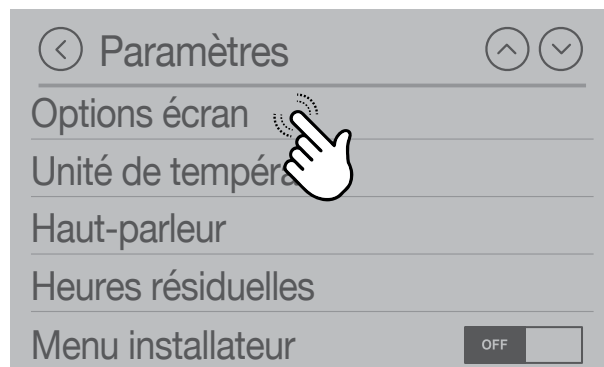 Paramètres
Options écran
Unité de tempéra
Haut-parleur
Heures résiduelles
Menu installateur OFF